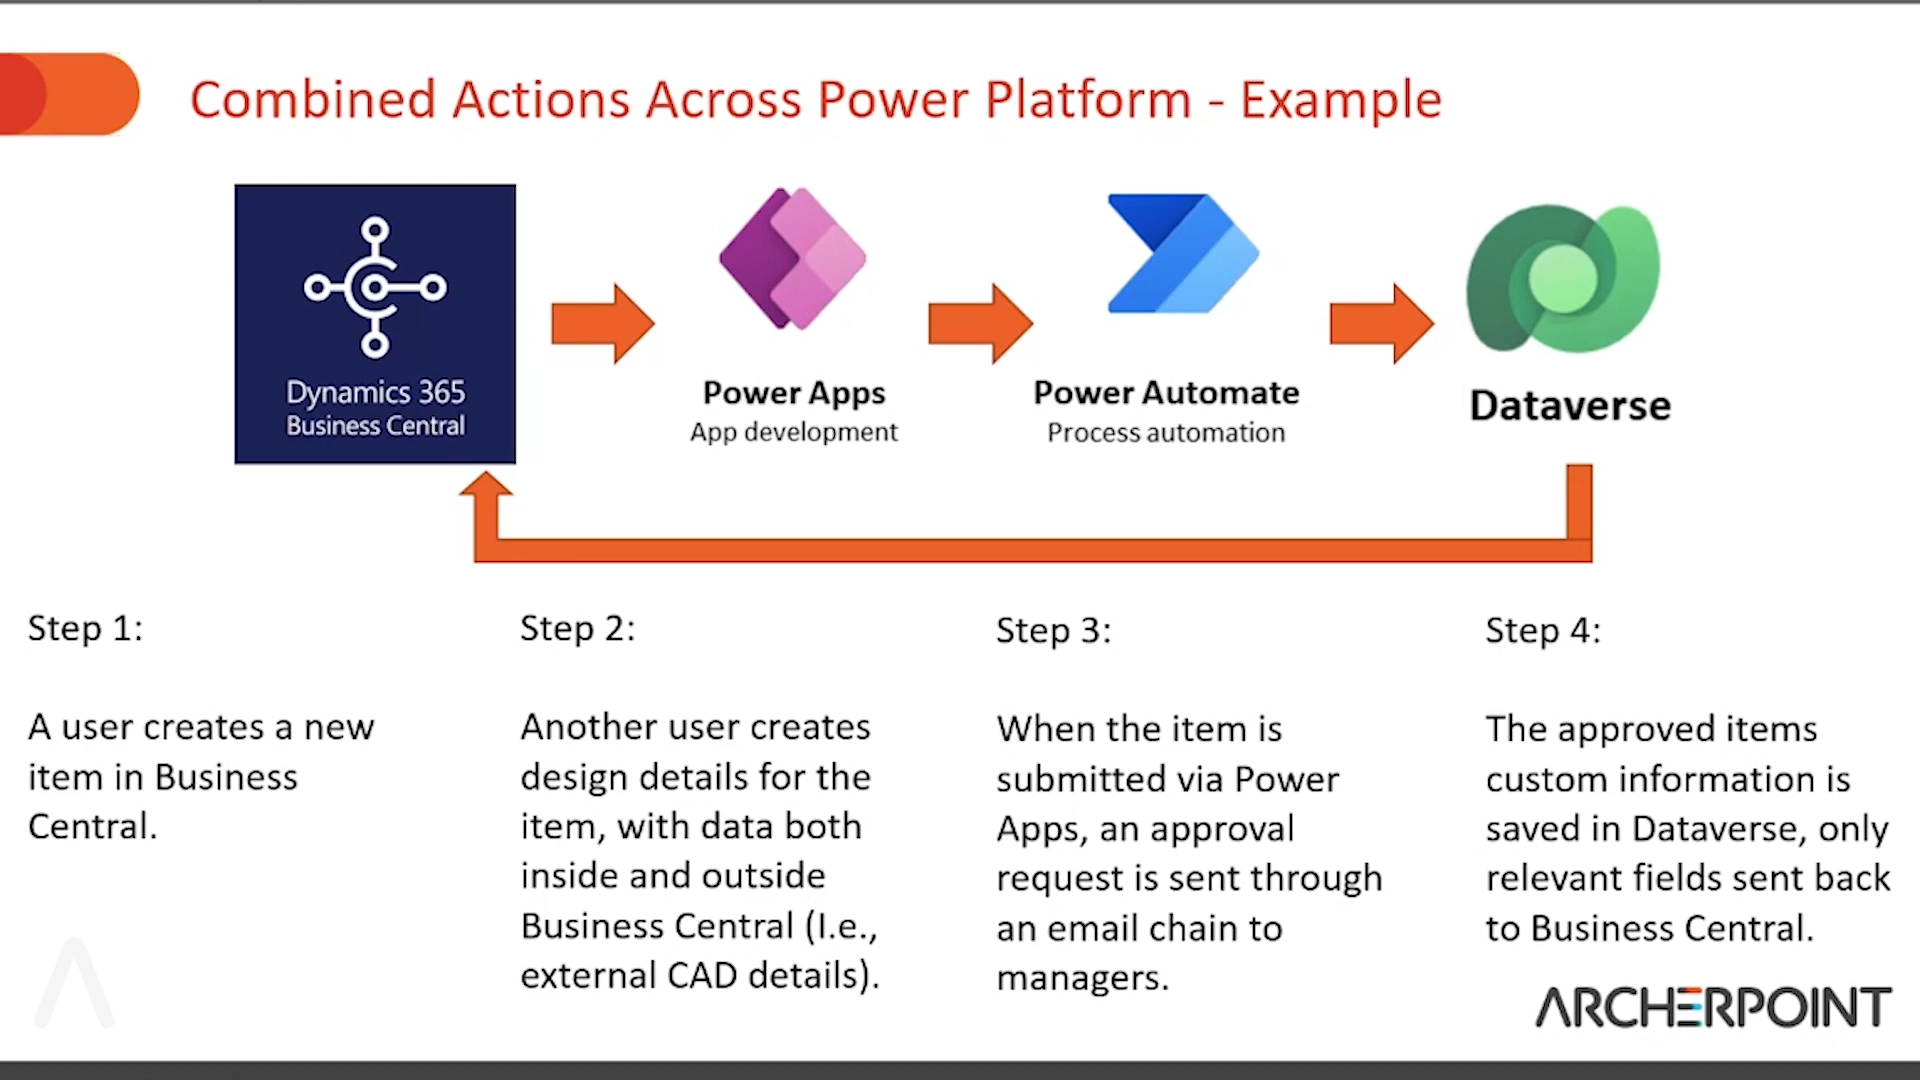 Combined Actions Across Power Platform - Example
Dynamics 365
Business Central
Power Apps
App development
Power Automate
Process automation
Dataverse
Step 1:
A user creates a new
item in Business
Central.
Step 2:
Another user creates
design details for the
item, with data both
inside and outside
Business Central (I.e.,
external CAD details).
Step 3:
When the item is
submitted via Power
Apps, an approval
request is sent through
an email chain to
managers.
Step 4:
The approved items
custom information is
saved in Dataverse, only
relevant fields sent back
to Business Central.
ARCHERPOINT